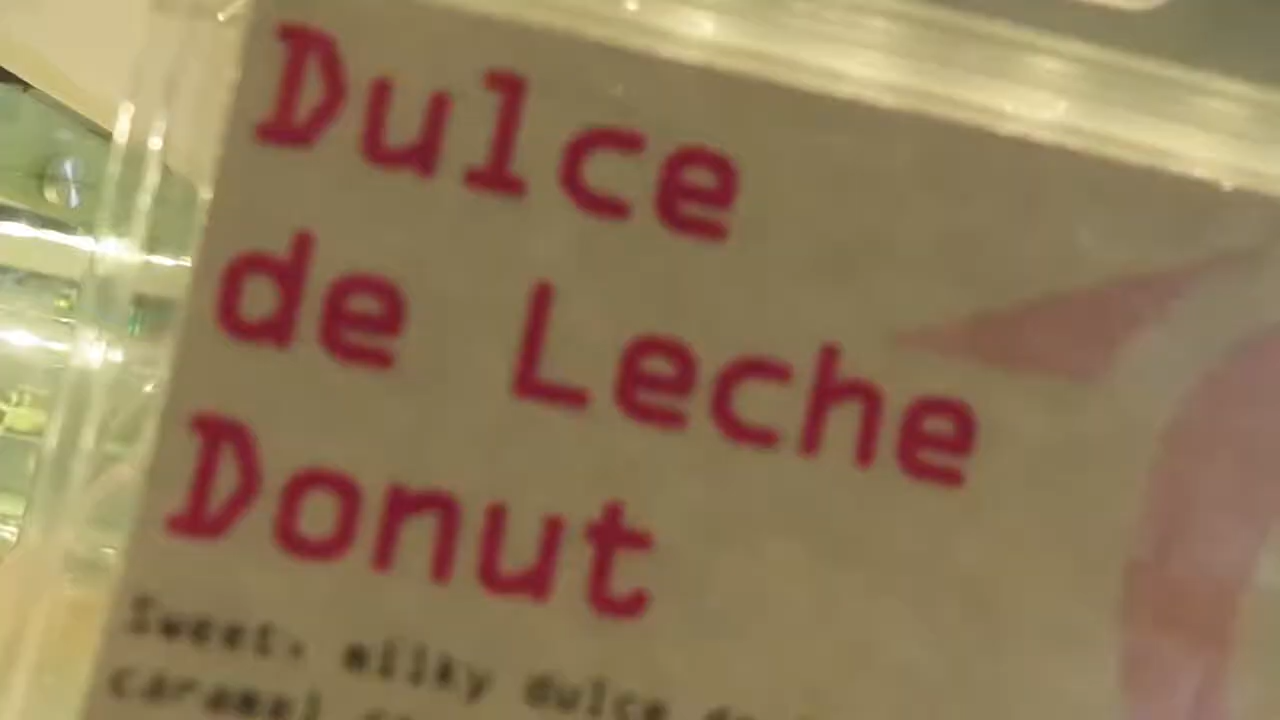 Dulce
de Leche
Donut
Sweet, milky dulce de
caramel